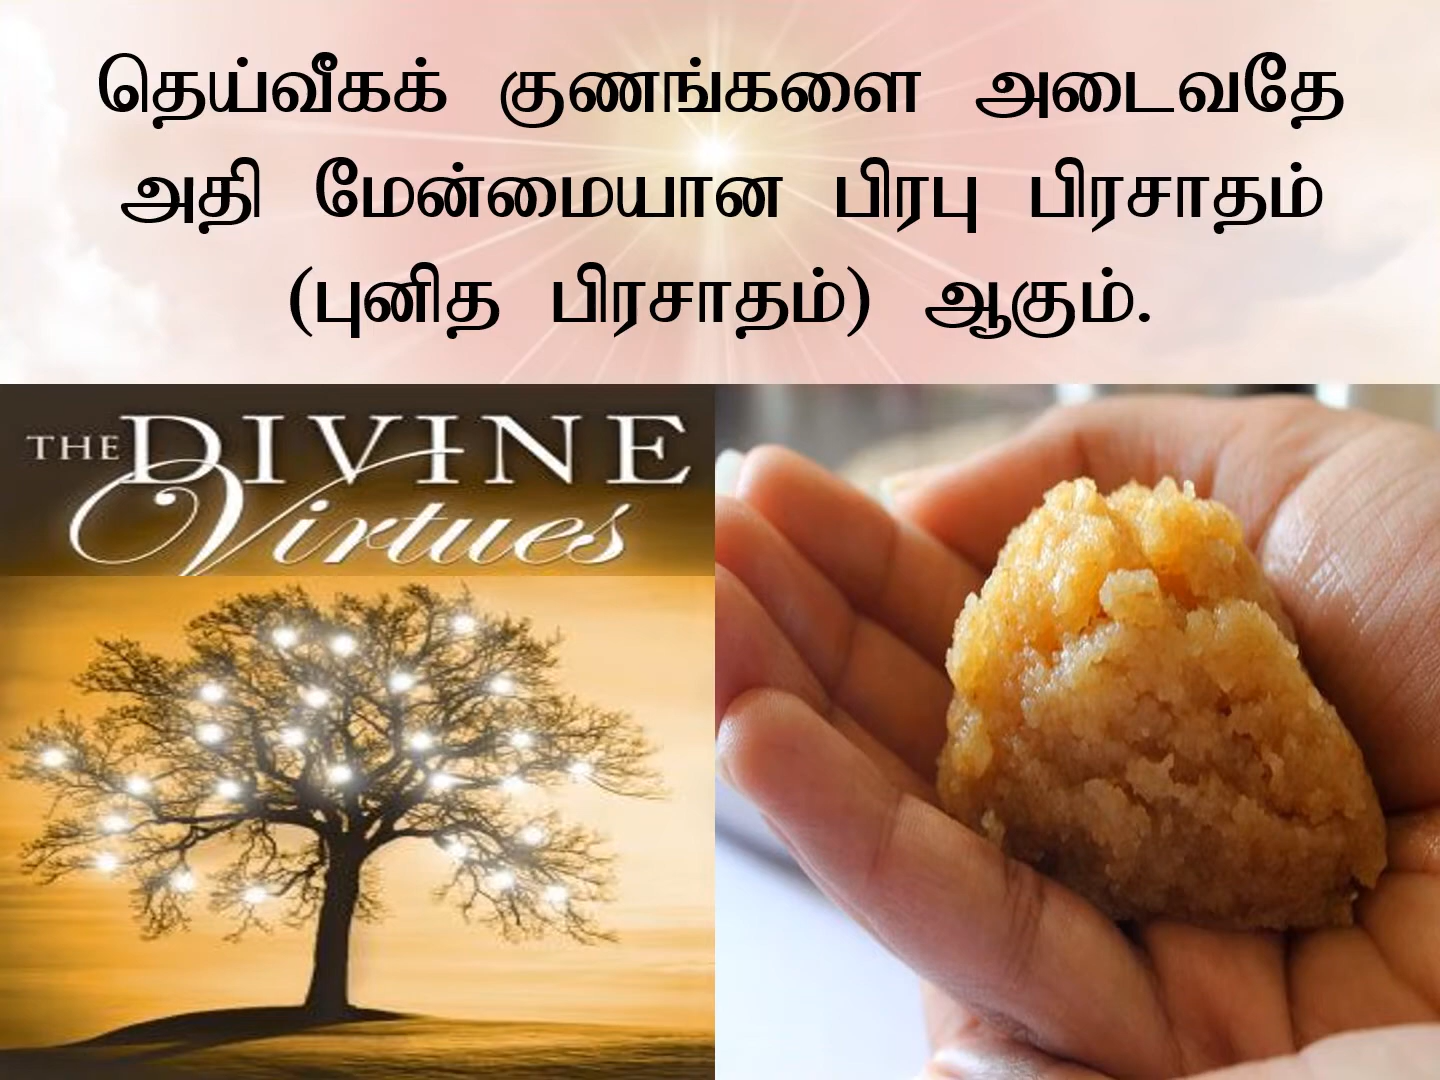 தெய்வீகக் குணங்களை அடைவதே
அதி மேன்மையான பிரபு பிரசாதம்
(புனித பிரசாதம்) ஆகும்.
THE DIVINE
Virtues